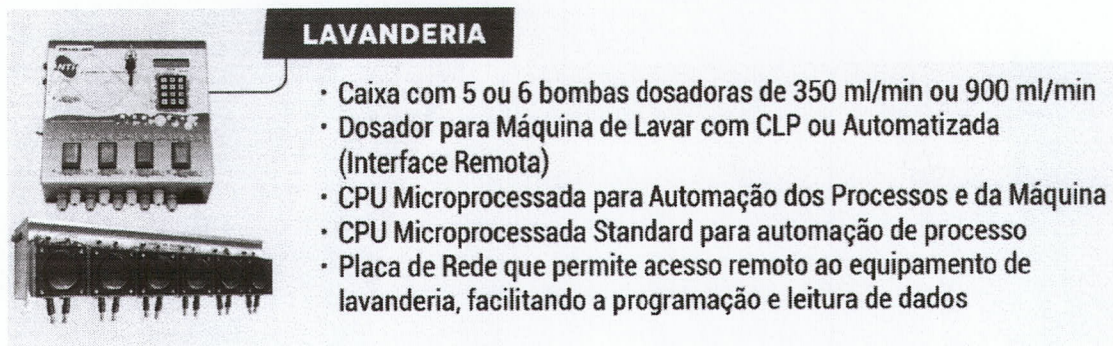 LAVANDERIA
· Caixa com 5 ou 6 bombas dosadoras de 350 ml/min ou 900 ml/min
· Dosador para Máquina de Lavar com CLP ou Automatizada
(Interface Remota)
· CPU Microprocessada para Automação dos Processos e da Máquina
· CPU Microprocessada Standard para automação de processo
· Placa de Rede que permite acesso remoto ao equipamento de
lavanderia, facilitando a programação e leitura de dados